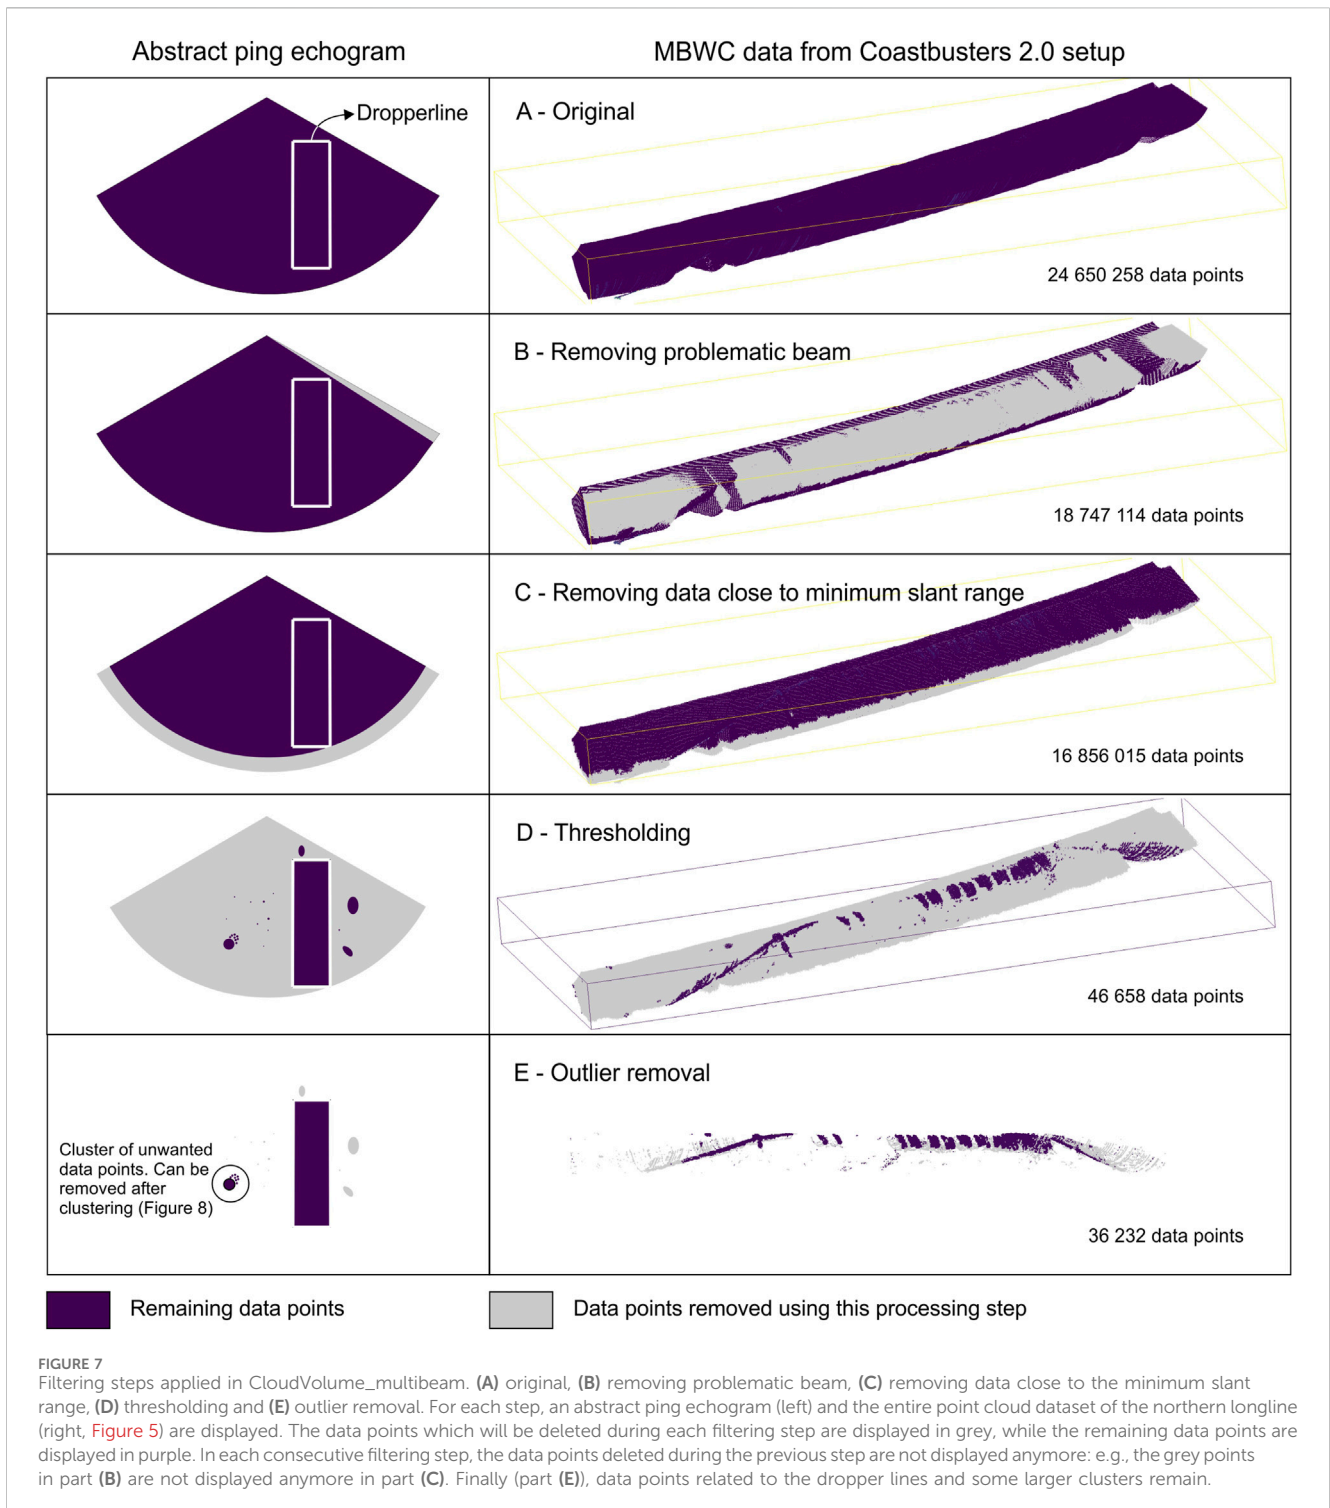 Abstract ping echogram
MBWC data from Coastbusters 2.0 setup
Dropperline
A - Original
24 650 258 data points
B - Removing problematic beam
18 747 114 data points
C - Removing data close to minimum slant range
16 856 015 data points
D - Thresholding
46 658 data points
E - Outlier removal
Cluster of unwanted
data points. Can be
removed after
clustering (Figure 8)
36 232 data points
Remaining data points
Data points removed using this processing step
FIGURE 7
Filtering steps applied in CloudVolume_multibeam. (A) original, (B) removing problematic beam, (C) removing data close to the minimum slant
range, (D) thresholding and (E) outlier removal. For each step, an abstract ping echogram (left) and the entire point cloud dataset of the northern longline
(right, Figure 5) are displayed. The data points which will be deleted during each filtering step are displayed in grey, while the remaining data points are
displayed in purple. In each consecutive filtering step, the data points deleted during the previous step are not displayed anymore: e.g., the grey points
in part (B) are not displayed anymore in part (C). Finally (part (E)), data points related to the dropper lines and some larger clusters remain.